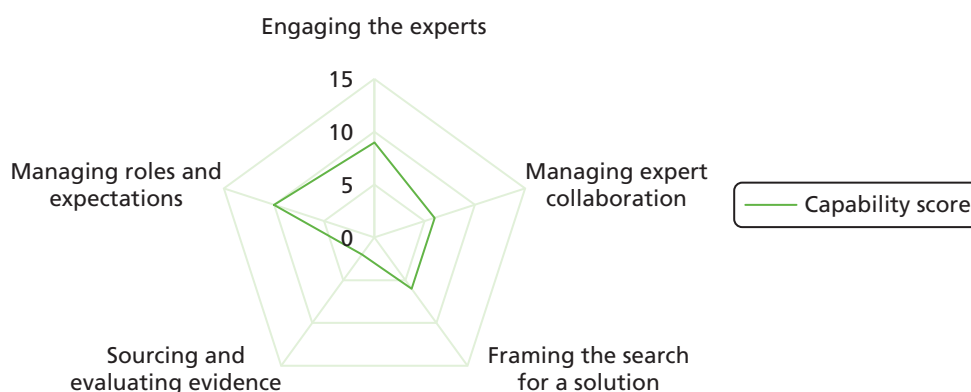 Engaging the experts
15
10
5
0
Managing roles and
expectations
Managing expert
collaboration
Capability score
Sourcing and
evaluating evidence
Framing the search
for a solution